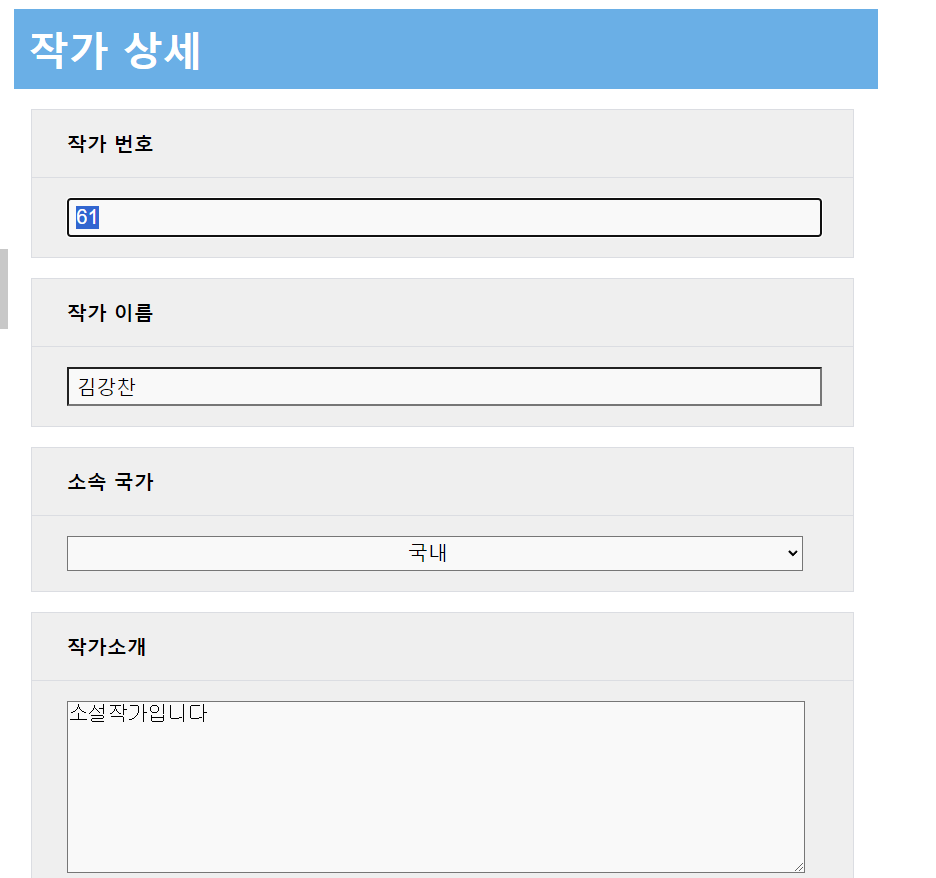 작가 상세
작가 번호
61
작가 이름
김강찬
소속 국가
국내
작가소개
소설작가입니다